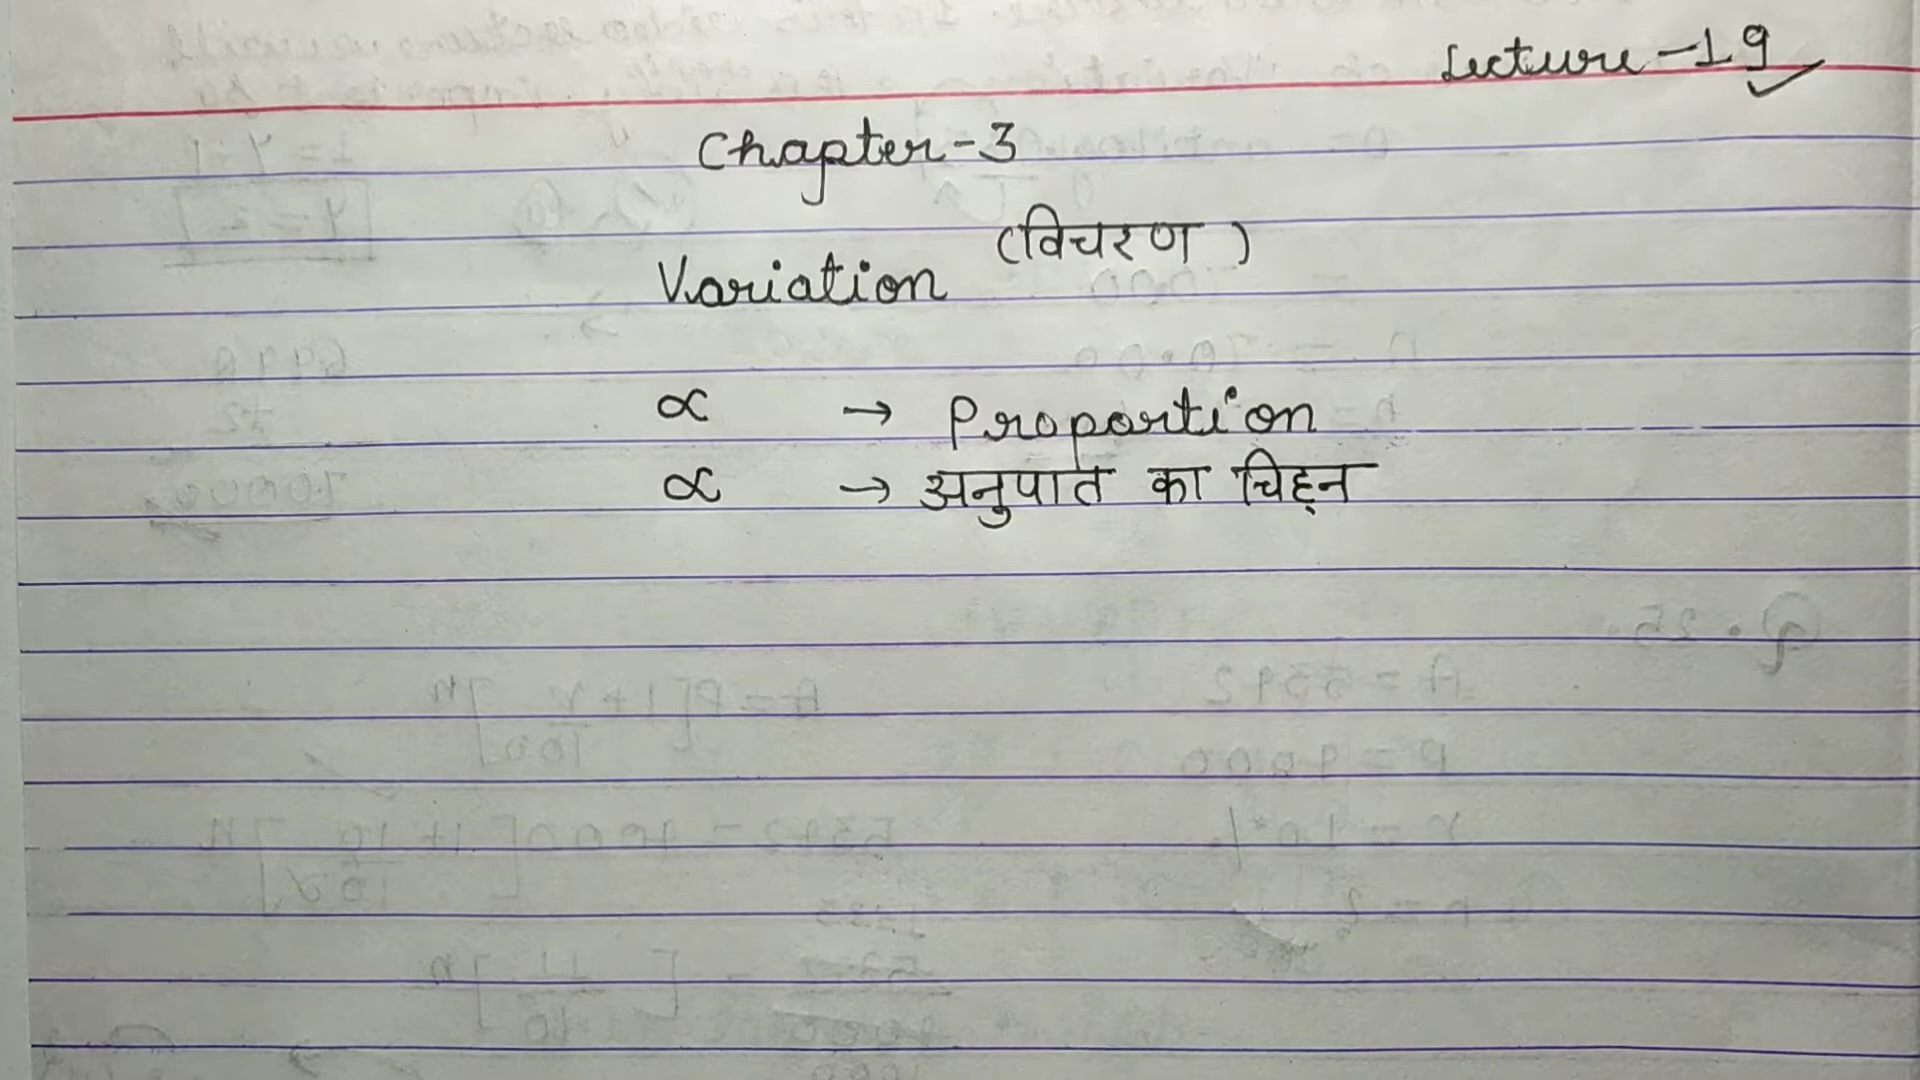 Lecture-19
Chapter-3
(विचरण)
Variation
∝ → Proportion
∝ → अनुपात का चिह्न